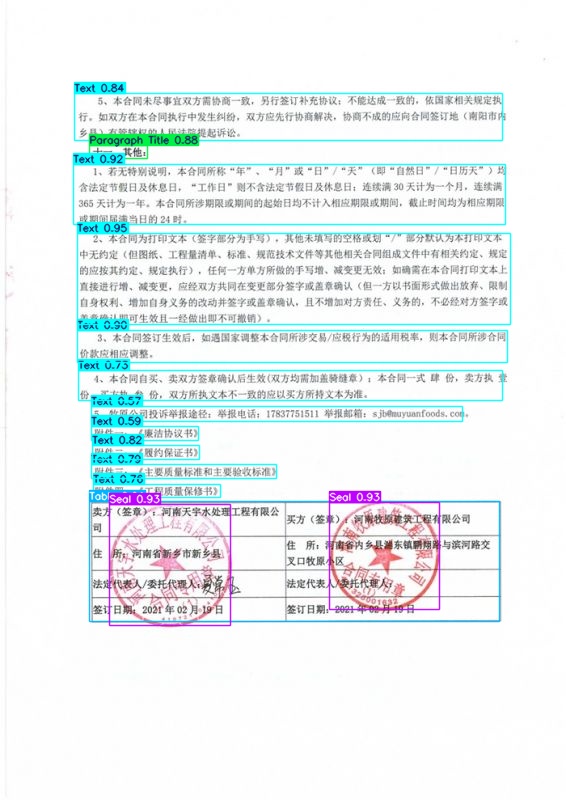 Text 0.84
5、本合同未尽事宜双方需协商一致，另行签订补充协议；不能达成一致的，依国家相关规定执
行。如双方在本合同执行中发生纠纷，双方应先行协商解决，协商不成的应向合同签订地（南阳市内
乡县）有管辖权的人民法院提起诉讼。
Paragraph Title 0.88
十一、其他：
Text 0.92
1、若无特别说明，本合同所称“年”、“月”或“日”/“天”（即“自然日”/“日历天”）均
含法定节假日及休息日，“工作日”则不含法定节假日及休息日；连续满 30 天计为一个月，连续满
365 天计为一年。本合同所涉期限或期间的起始日均不计入相应期限或期间，截止时间均为相应期限
或期间届满当日的 24 时。
Text 0.95
2、本合同为打印文本（签字部分为手写），其他未填写的空格或划“/”部分默认为本打印文本
中无约定（但图纸、工程量清单、标准、规范技术文件等其他相关合同组成文件中有相关约定、规定
的应按其约定、规定执行），任何一方单方所做的手写增、减变更无效；如确需在本合同打印文本上
直接进行增、减变更，应经双方共同在变更部分签字或盖章确认（但一方以书面形式做出放弃、限制
自身权利、增加自身义务的改动并签字或盖章确认，且不增加对方责任、义务的，不必经对方签字或
盖章确认即可生效且一经做出即不可撤销）。
Text 0.90
3、本合同签订生效后，如遇国家调整本合同所涉交易/应税行为的适用税率，则本合同所涉合同
价款应相应调整。
Text 0.73
4、本合同自买、卖双方签章确认后生效(双方均需加盖骑缝章)；本合同一式 肆 份，卖方执 壹
份，买方执 叁 份，双方所执文本不一致的应以买方所持文本为准。
Text 0.57
5、牧原公司投诉举报途径：举报电话：17837751511 举报邮箱：sjb@muyuanfoods.com。
Text 0.59
附件一：《廉洁协议书》
Text 0.82
附件二：《履约保证书》
Text 0.79
附件三：《主要质量标准和主要验收标准》
Text 0.76
附件四：《工程质量保修书》
Seal 0.93
Seal 0.93
卖方（签章）：河南天宇水处理工程有限公
司
买方（签章）：河南牧原建筑工程有限公司
住 所：河南省新乡市新乡县
住 所：河南省内乡县湍东镇鹏翔路与滨河路交
叉口牧原小区
法定代表人/委托代理人：
法定代表人/委托代理人：
签订日期：2021 年 02 月 19 日
签订日期：2021 年 02 月 19 日
合同专用章
合同专用章
(1)